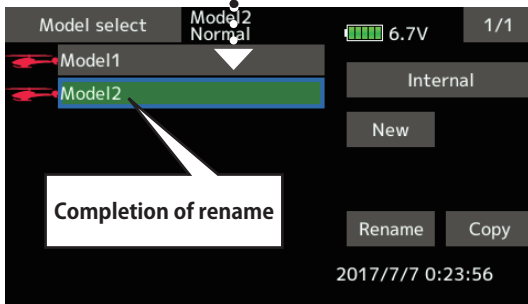 Model select
Model2
Normal
6.7V
1/1
Model1
Internal
Model2
New
Completion of rename
Rename
Copy
2017/7/7 0:23:56